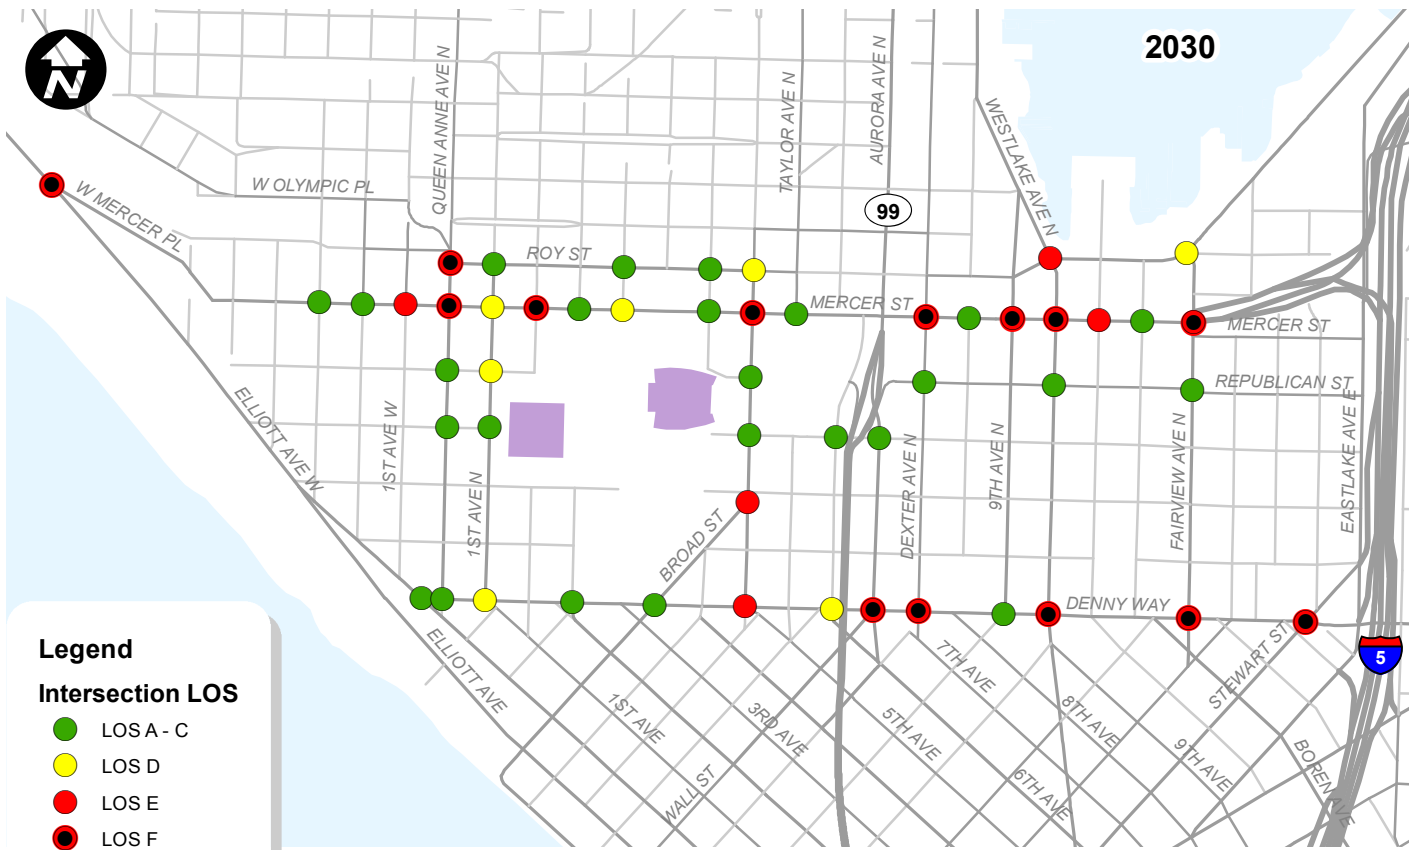 2030
N
QUEEN ANNE AVE N
TAYLOR AVE N
AURORA AVE N
WESTLAKE AVE N
W OLYMPIC PL
W MERCER PL
99
ROY ST
MERCER ST
MERCER ST
REPUBLICAN ST
ELLIOTT AVE W
1ST AVE W
1ST AVE N
BROAD ST
DEXTER AVE N
9TH AVE N
FAIRVIEW AVE N
EASTLAKE AVE E
DENNY WAY
ELLIOTT AVE
1ST AVE
3RD AVE
WALL ST
5TH AVE
7TH AVE
6TH AVE
8TH AVE
9TH AVE
STEWART ST
BOREN AVE
5
Legend
Intersection LOS
LOS A - C
LOS D
LOS E
LOS F